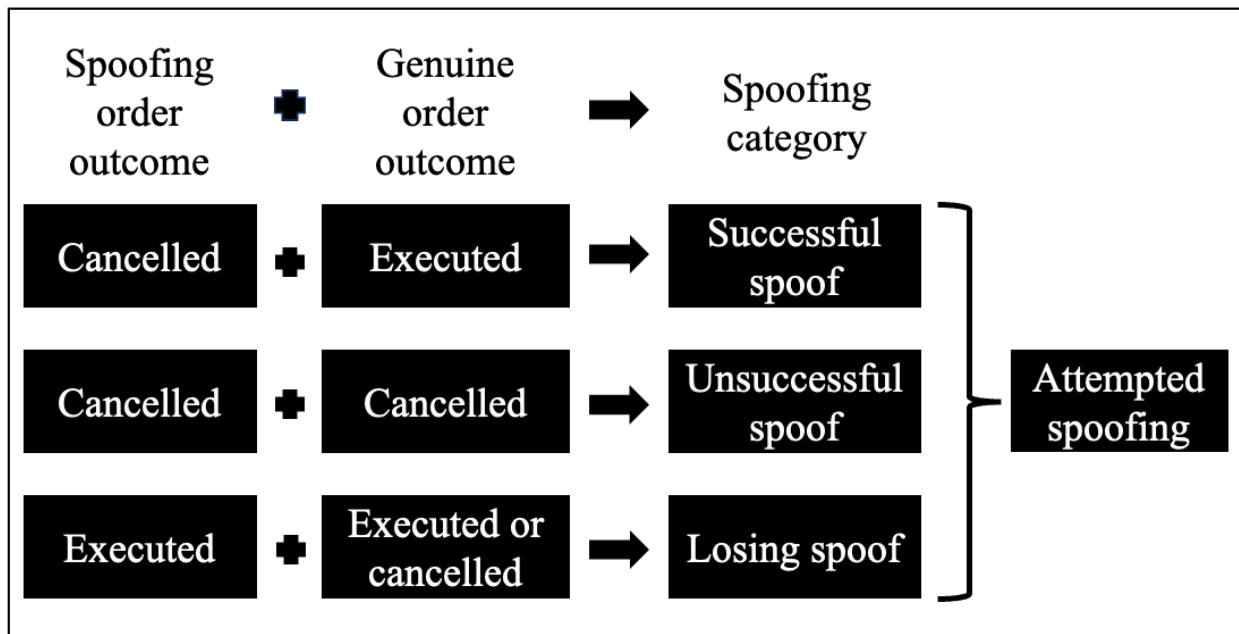 Spoofing
order
outcome
Genuine
order
outcome
Spoofing
category
Cancelled
Executed
Successful
spoof
Cancelled
Cancelled
Unsuccessful
spoof
Attempted
spoofing
Executed
Executed or
cancelled
Losing spoof